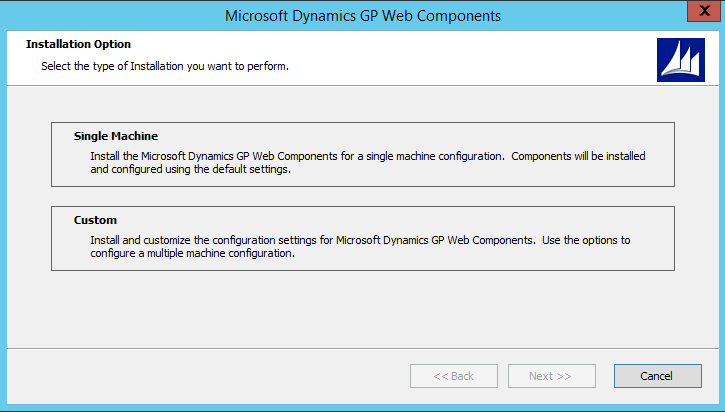 Microsoft Dynamics GP Web Components
x
Installation Option
Select the type of Installation you want to perform.
Single Machine
Install the Microsoft Dynamics GP Web Components for a single machine configuration.  Components will be installed
and configured using the default settings.
Custom
Install and customize the configuration settings for Microsoft Dynamics GP Web Components.  Use the options to
configure a multiple machine configuration.
<< Back
Next >>
Cancel